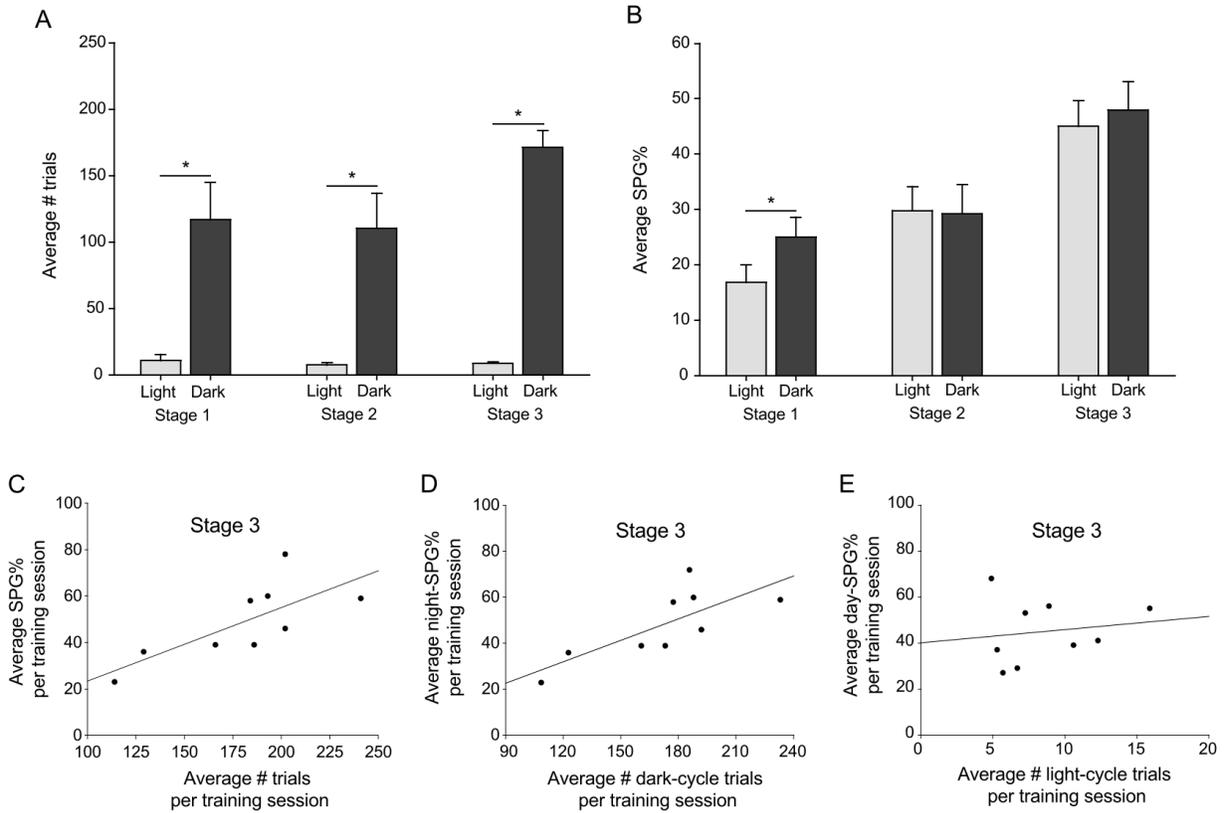 A
250
200
150
100
50
0
Average # trials
*
*
*
Light Dark Light Dark Light Dark
Stage 1 Stage 2 Stage 3
B
60
50
40
30
20
10
0
Average SPG%
*
Light Dark Light Dark Light Dark
Stage 1 Stage 2 Stage 3
C
Stage 3
100
80
60
40
20
0
Average SPG%
per training session
100 125 150 175 200 225 250
Average # trials
per training session
D
Stage 3
100
80
60
40
20
0
Average night-SPG%
per training session
90 120 150 180 210 240
Average # dark-cycle trials
per training session
E
Stage 3
100
80
60
40
20
0
Average day-SPG%
per training session
0 5 10 15 20
Average # light-cycle trials
per training session